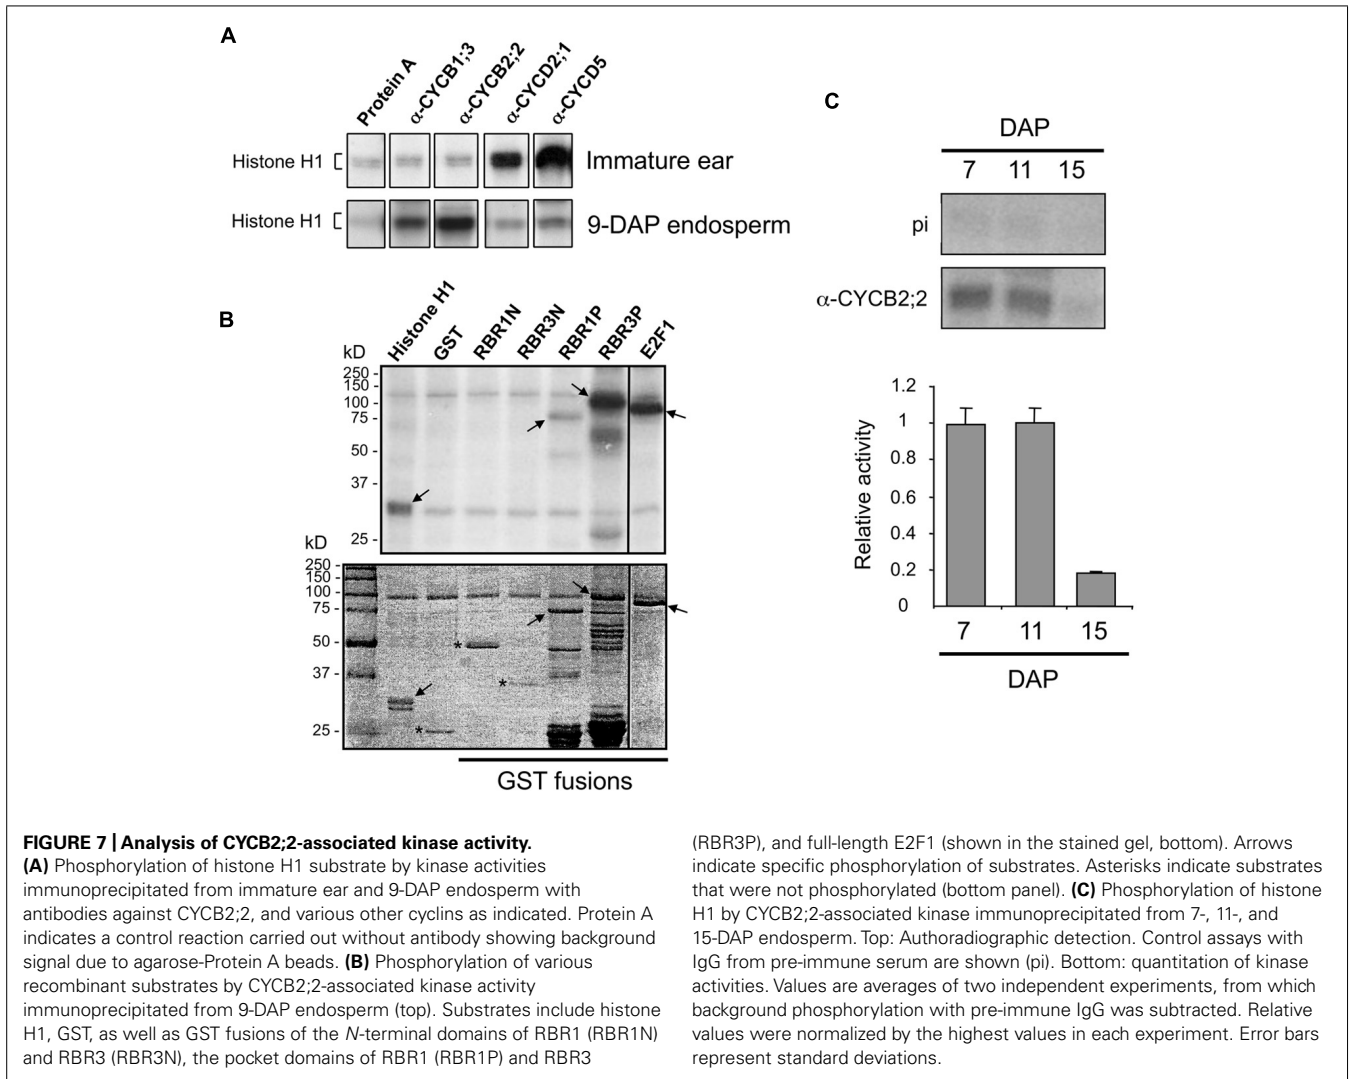 A
Protein A
α-CYCB1;3
α-CYCB2;2
α-CYCD2;1
α-CYCD5
Histone H1
Immature ear
Histone H1
9-DAP endosperm
B
Histone H1
GST
RBR1N
RBR3N
RBR1P
RBR3P
E2F1
kD
250 -
150 -
100 -
75 -
50 -
37 -
25 -
kD
250 -
150 -
100 -
75 -
50 -
37 -
25 -
*
*
*
GST fusions
C
DAP
7 11 15
pi
α-CYCB2;2
Relative activity
1.2
1
0.8
0.6
0.4
0.2
0
7 11 15
DAP
FIGURE 7 | Analysis of CYCB2;2-associated kinase activity.
(A) Phosphorylation of histone H1 substrate by kinase activities
immunoprecipitated from immature ear and 9-DAP endosperm with
antibodies against CYCB2;2, and various other cyclins as indicated. Protein A
indicates a control reaction carried out without antibody showing background
signal due to agarose-Protein A beads. (B) Phosphorylation of various
recombinant substrates by CYCB2;2-associated kinase activity
immunoprecipitated from 9-DAP endosperm (top). Substrates include histone
H1, GST, as well as GST fusions of the N-terminal domains of RBR1 (RBR1N)
and RBR3 (RBR3N), the pocket domains of RBR1 (RBR1P) and RBR3
(RBR3P), and full-length E2F1 (shown in the stained gel, bottom). Arrows
indicate specific phosphorylation of substrates. Asterisks indicate substrates
that were not phosphorylated (bottom panel). (C) Phosphorylation of histone
H1 by CYCB2;2-associated kinase immunoprecipitated from 7-, 11-, and
15-DAP endosperm. Top: Authoradiographic detection. Control assays with
IgG from pre-immune serum are shown (pi). Bottom: quantitation of kinase
activities. Values are averages of two independent experiments, from which
background phosphorylation with pre-immune IgG was subtracted. Relative
values were normalized by the highest values in each experiment. Error bars
represent standard deviations.